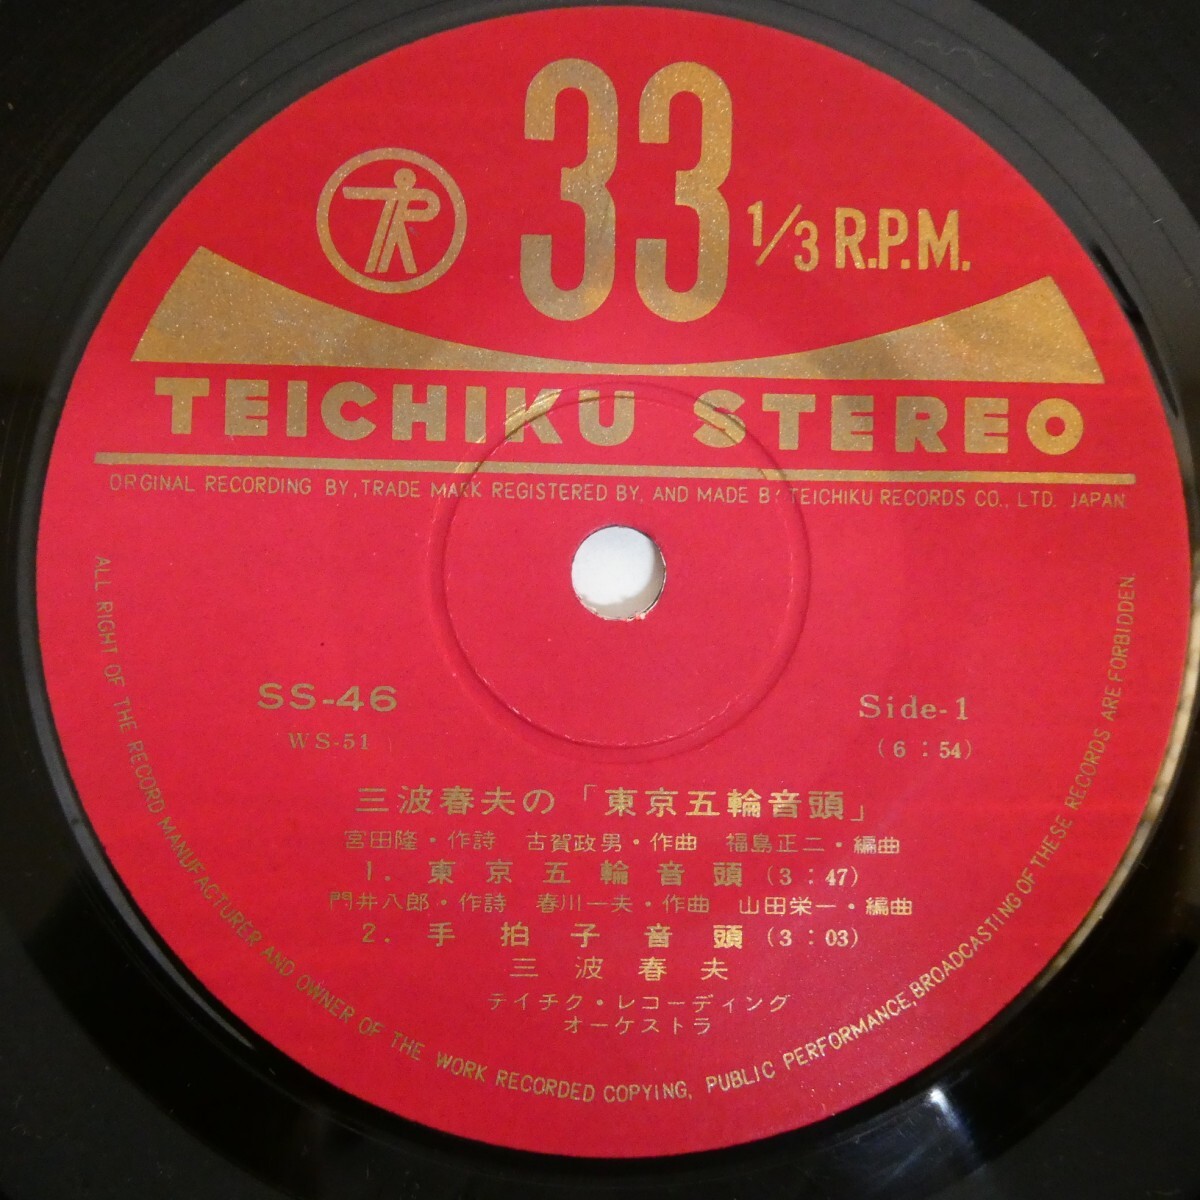 33 1/3 R.P.M.
TEICHIKU STEREO
ORGINAL RECORDING BY, TRADE MARK REGISTERED BY, AND MADE BY TEICHIKU RECORDS CO., LTD. JAPAN.
SS-46
(WS-51)
Side-1
(6:54)
三波春夫の「東京五輪音頭」
宮田隆・作詩 古賀政男・作曲 福島正二・編曲
1. 東京五輪音頭 (3:47)
門井八郎・作詩 春川一夫・作曲 山田栄一・編曲
2. 手拍子音頭 (3:03)
三波春夫
テイチク・レコーディング
オーケストラ
ALL RIGHT OF THE RECORD MANUFACTURER AND OWNER OF THE WORK RECORDED COPYING, PUBLIC PERFORMANCE, BROADCASTING OF THESE RECORDS ARE FORBIDDEN.